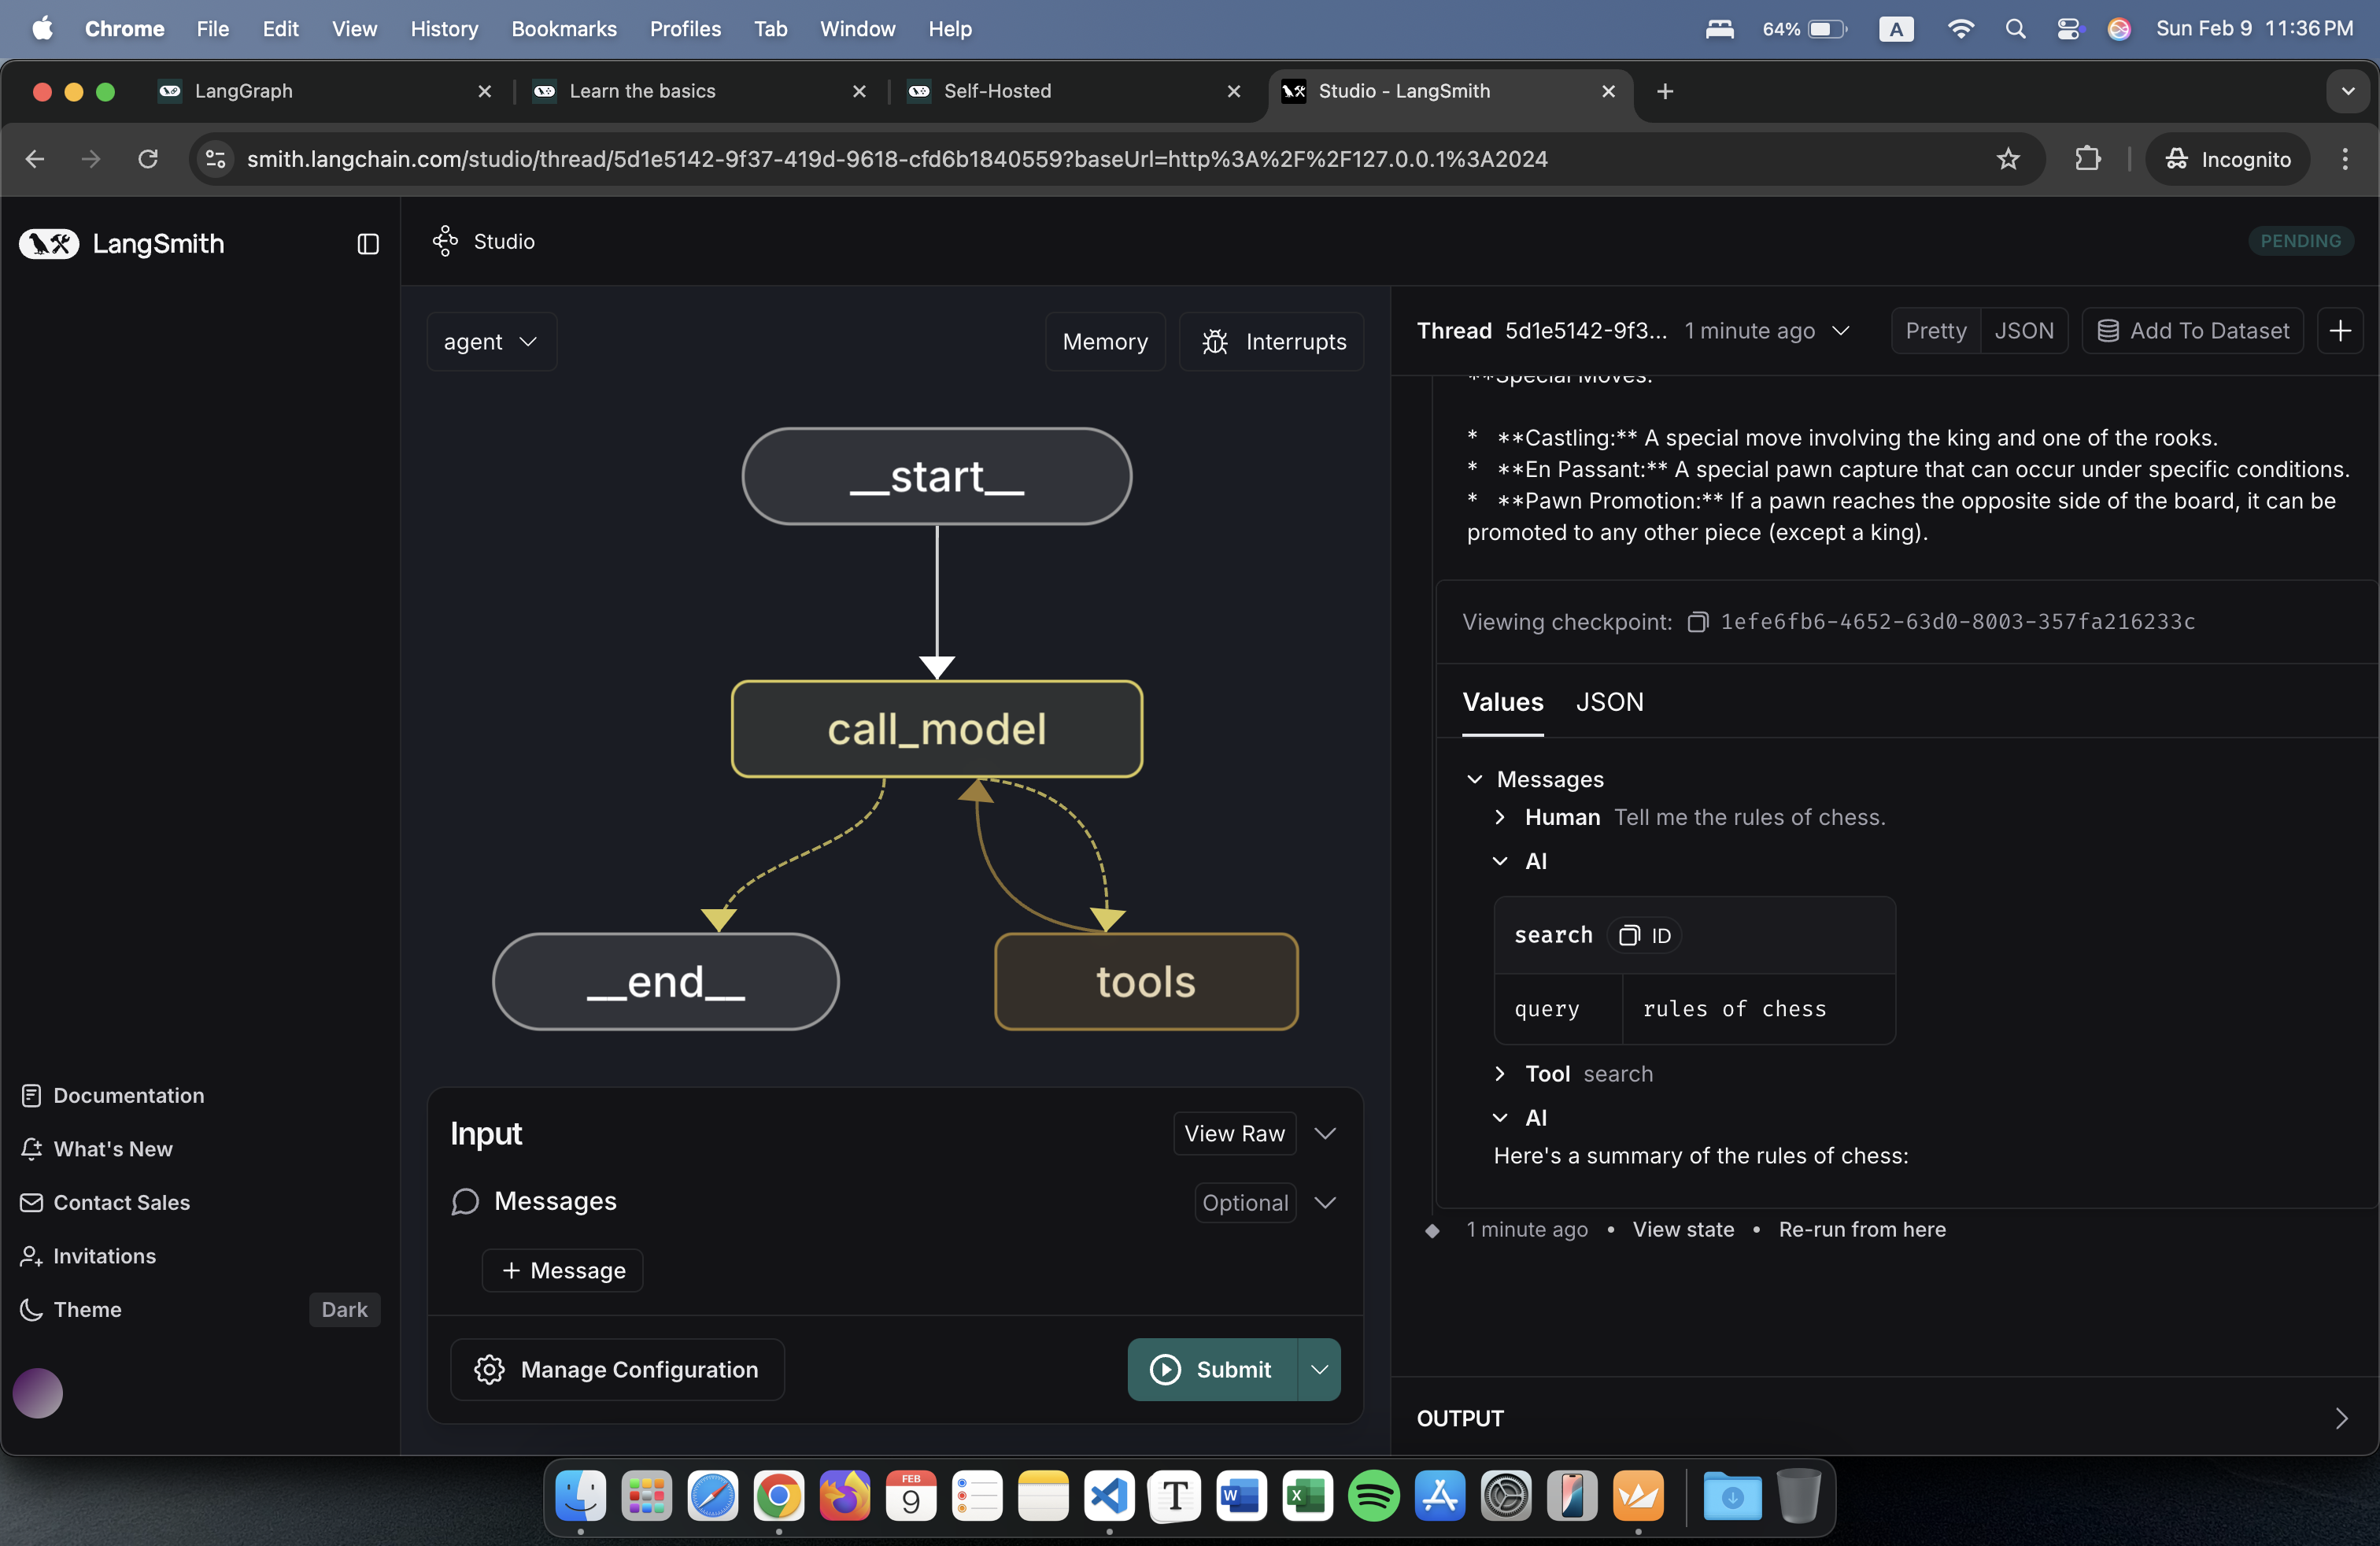 Chrome File Edit View History Bookmarks Profiles Tab Window Help 64% A Sun Feb 9 11:36 PM
LangGraph Learn the basics Self-Hosted Studio - LangSmith
smith.langchain.com/studio/thread/5d1e5142-9f37-419d-9618-cfd6b1840559?baseUrl=http%3A%2F%2F127.0.0.1%3A2024 Incognito
LangSmith
Documentation
What's New
Contact Sales
Invitations
Theme Dark
Studio PENDING
agent Memory Interrupts
__start__
call_model
__end__ tools
Input View Raw
Messages Optional
+ Message
Manage Configuration Submit
Thread 5d1e5142-9f3... 1 minute ago Pretty JSON Add To Dataset +
**Special Moves:
* **Castling:** A special move involving the king and one of the rooks.
* **En Passant:** A special pawn capture that can occur under specific conditions.
* **Pawn Promotion:** If a pawn reaches the opposite side of the board, it can be
promoted to any other piece (except a king).
Viewing checkpoint: 1efe6fb6-4652-63d0-8003-357fa216233c
Values JSON
Messages
Human Tell me the rules of chess.
AI
search ID
query rules of chess
Tool search
AI
Here's a summary of the rules of chess:
1 minute ago • View state • Re-run from here
OUTPUT
FEB
9
T
W
X